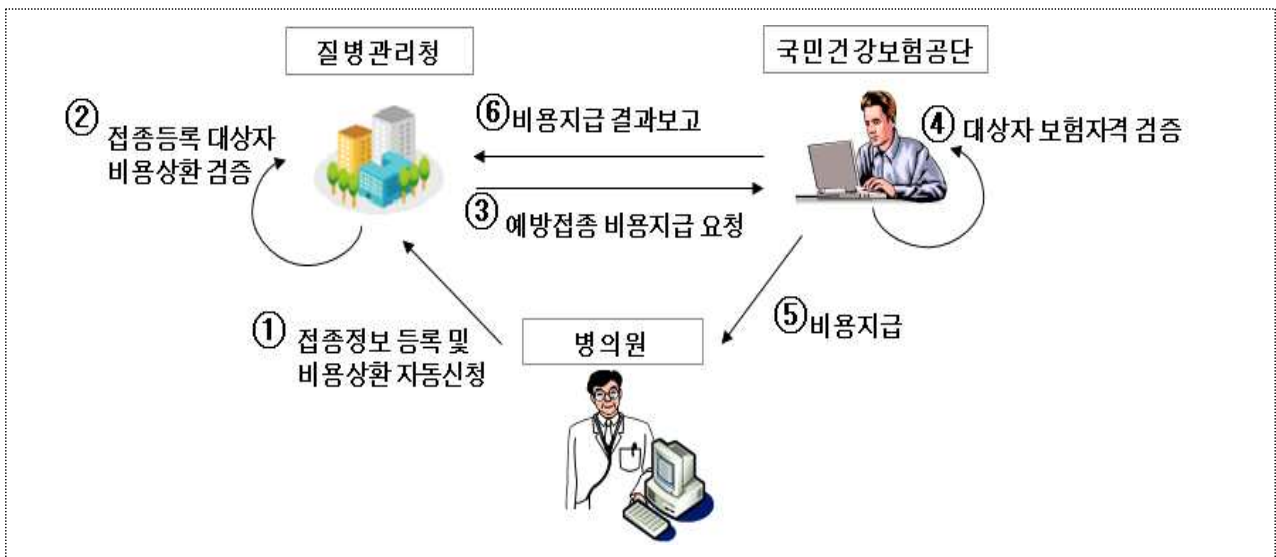 질병관리청
국민건강보험공단
② 접종등록 대상자
비용상환 검증
⑥비용지급 결과보고
④ 대상자 보험자격 검증
③ 예방접종 비용지급 요청
① 접종정보 등록 및
비용상환 자동신청
병의원
⑤비용지급